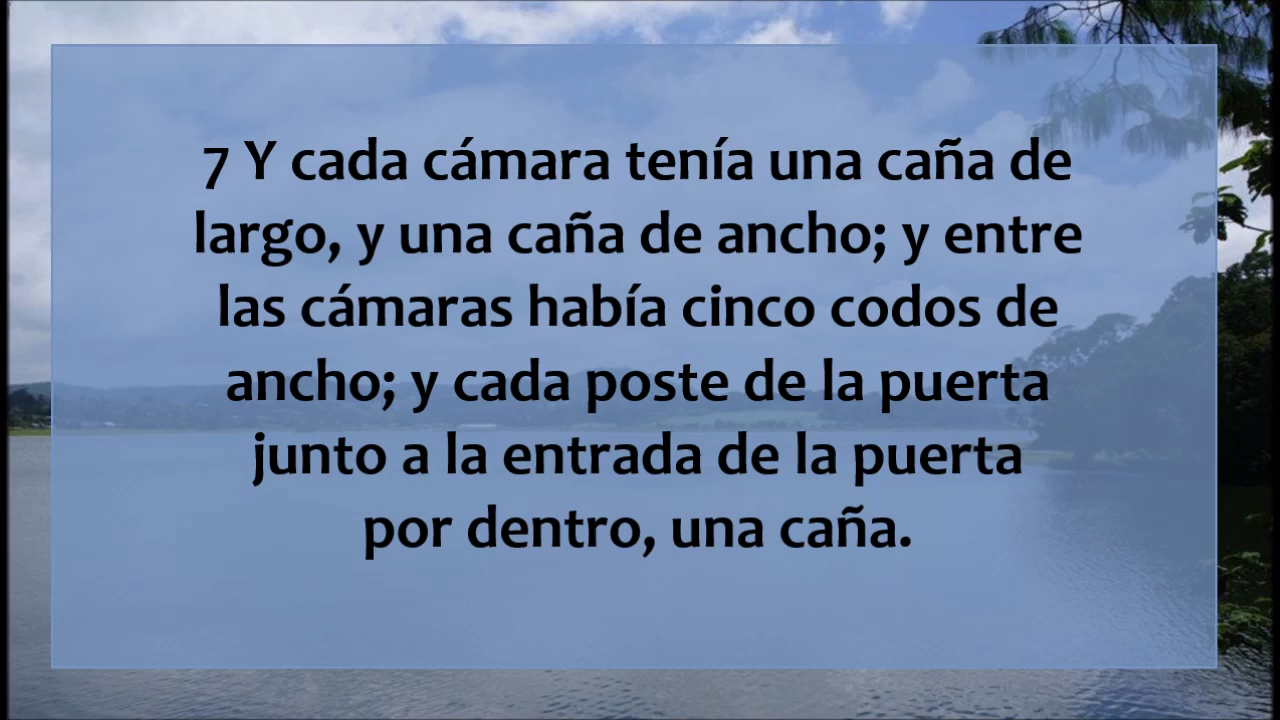 7 Y cada cámara tenía una caña de
largo, y una caña de ancho; y entre
las cámaras había cinco codos de
ancho; y cada poste de la puerta
junto a la entrada de la puerta
por dentro, una caña.